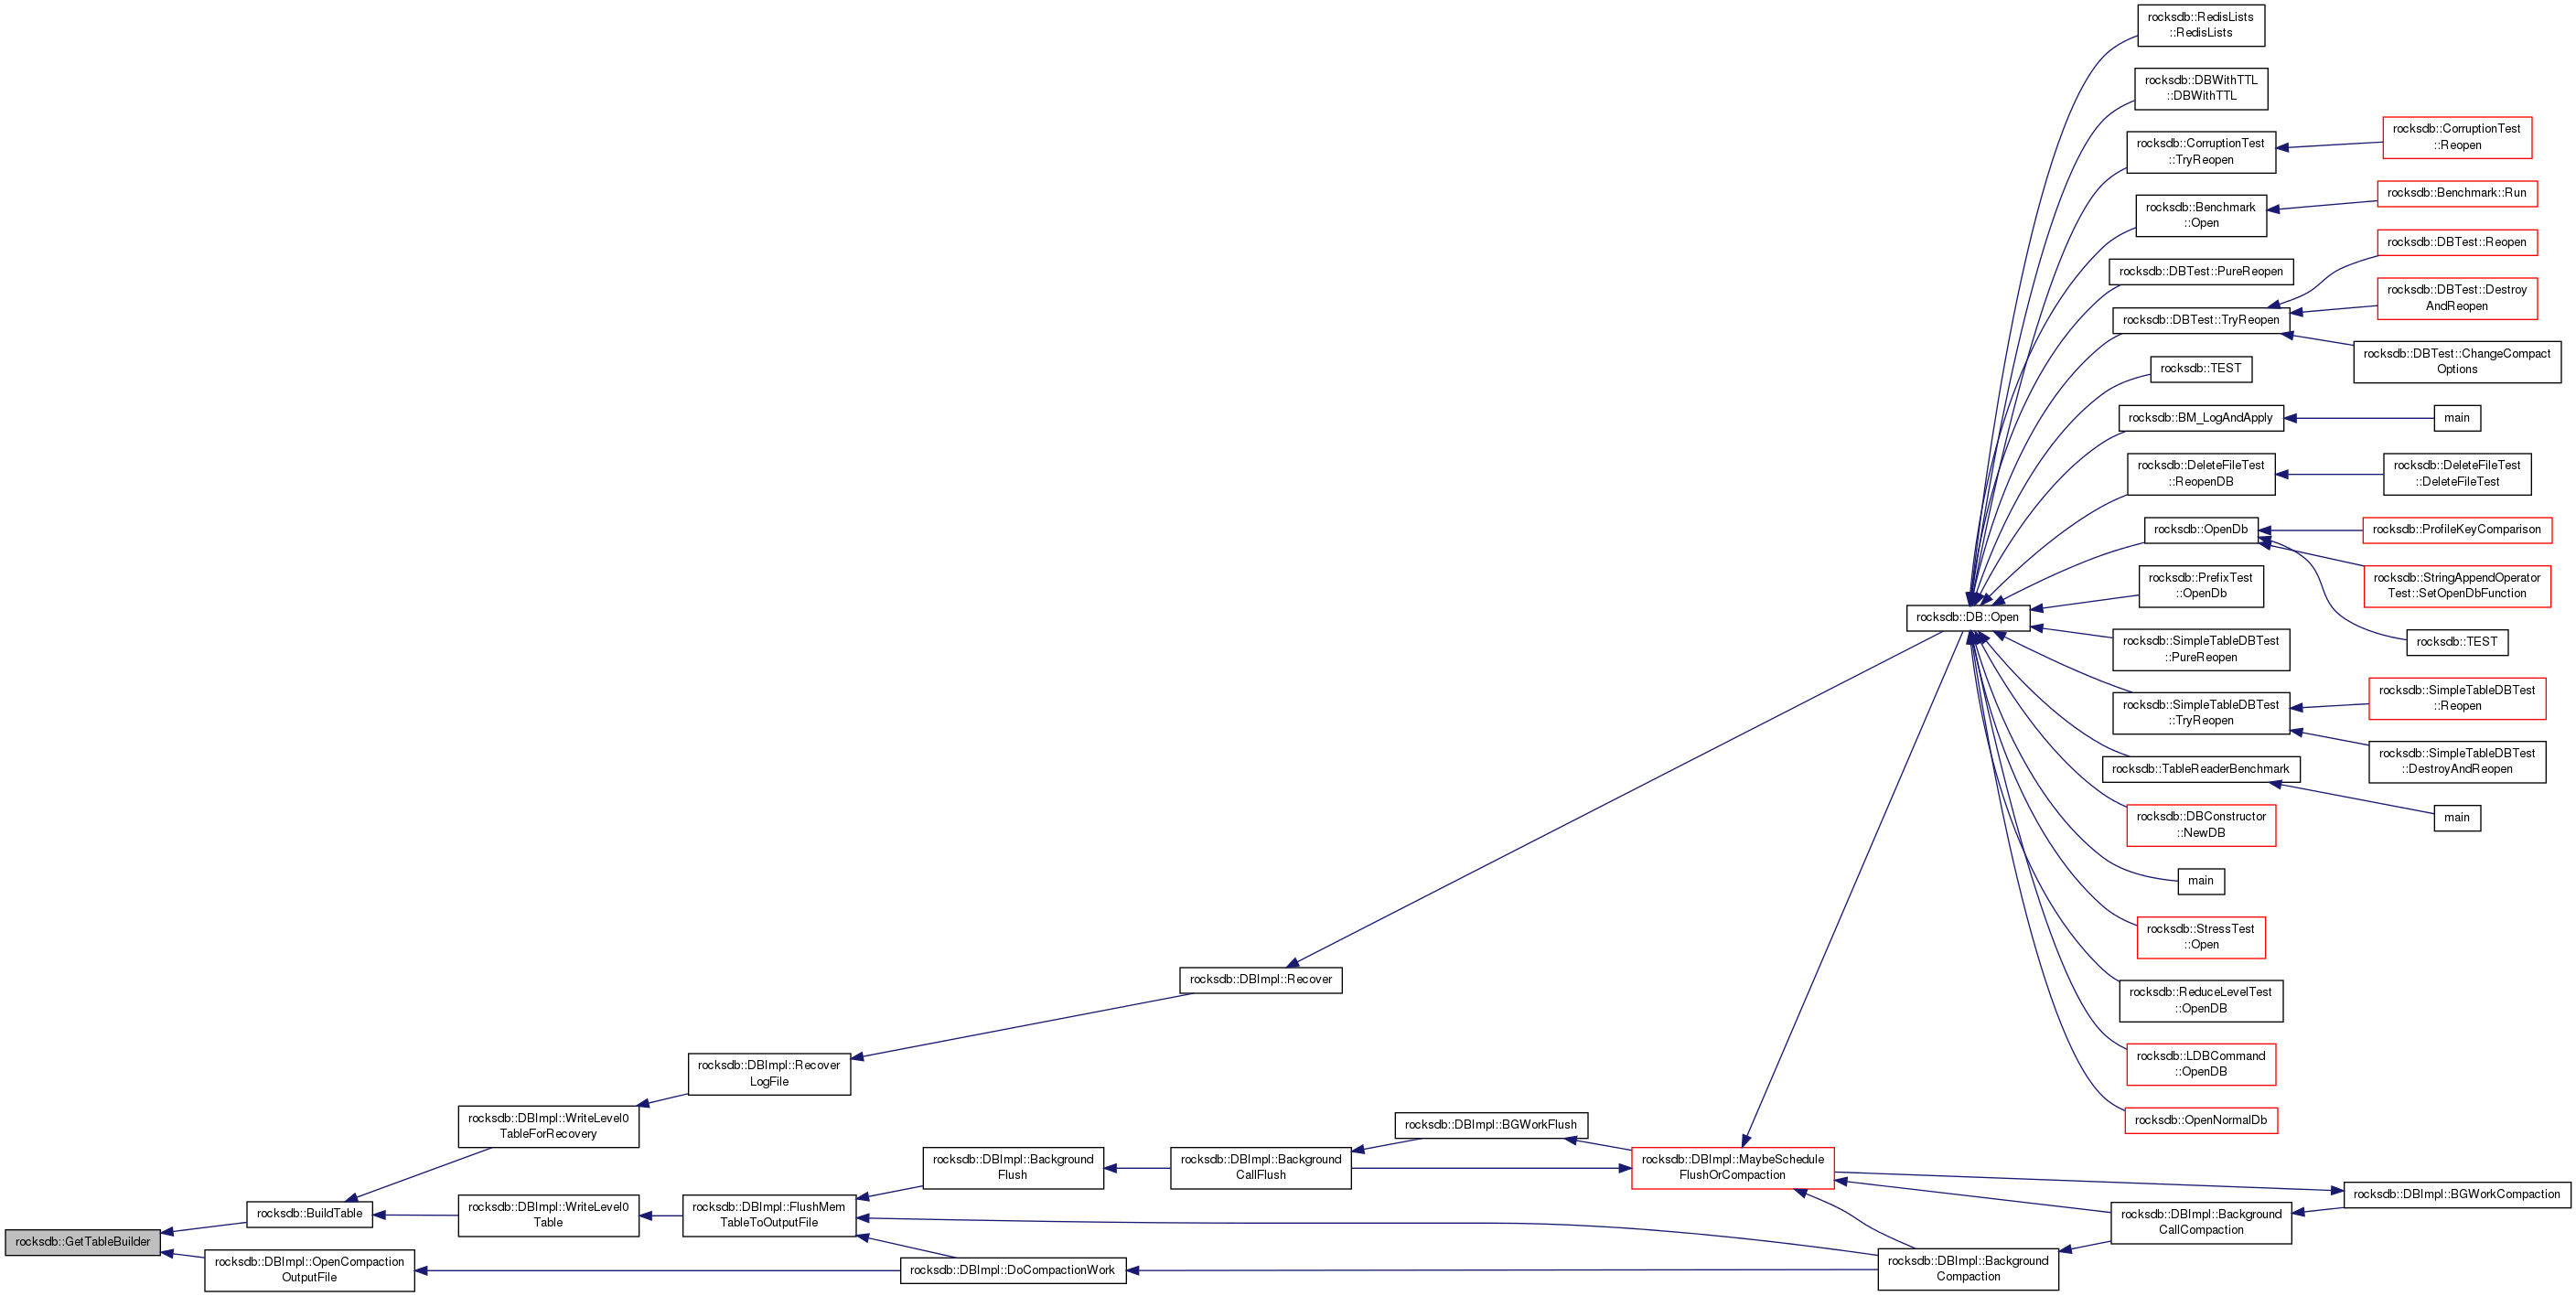 rocksdb::RedisLists
::RedisLists
rocksdb::DBWithTTL
::DBWithTTL
rocksdb::CorruptionTest
::TryReopen
rocksdb::CorruptionTest
::Reopen
rocksdb::Benchmark
::Open
rocksdb::Benchmark::Run
rocksdb::DBTest::PureReopen
rocksdb::DBTest::Reopen
rocksdb::DBTest::TryReopen
rocksdb::DBTest::Destroy
AndReopen
rocksdb::DBTest::ChangeCompact
Options
rocksdb::TEST
rocksdb::BM_LogAndApply
main
rocksdb::DeleteFileTest
::ReopenDB
rocksdb::DeleteFileTest
::DeleteFileTest
rocksdb::OpenDb
rocksdb::ProfileKeyComparison
rocksdb::PrefixTest
::OpenDb
rocksdb::StringAppendOperator
Test::SetOpenDbFunction
rocksdb::DB::Open
rocksdb::SimpleTableDBTest
::PureReopen
rocksdb::TEST
rocksdb::SimpleTableDBTest
::TryReopen
rocksdb::SimpleTableDBTest
::Reopen
rocksdb::TableReaderBenchmark
rocksdb::SimpleTableDBTest
::DestroyAndReopen
rocksdb::DBConstructor
::NewDB
main
main
rocksdb::StressTest
::Open
rocksdb::DBImpl::Recover
rocksdb::ReduceLevelTest
::OpenDB
rocksdb::DBImpl::Recover
LogFile
rocksdb::LDBCommand
::OpenDB
rocksdb::DBImpl::WriteLevel0
TableForRecovery
rocksdb::DBImpl::BGWorkFlush
rocksdb::OpenNormalDb
rocksdb::DBImpl::Background
Flush
rocksdb::DBImpl::Background
CallFlush
rocksdb::DBImpl::MaybeSchedule
FlushOrCompaction
rocksdb::DBImpl::BGWorkCompaction
rocksdb::BuildTable
rocksdb::DBImpl::WriteLevel0
Table
rocksdb::DBImpl::FlushMem
TableToOutputFile
rocksdb::DBImpl::Background
CallCompaction
rocksdb::GetTableBuilder
rocksdb::DBImpl::OpenCompaction
OutputFile
rocksdb::DBImpl::DoCompactionWork
rocksdb::DBImpl::Background
Compaction